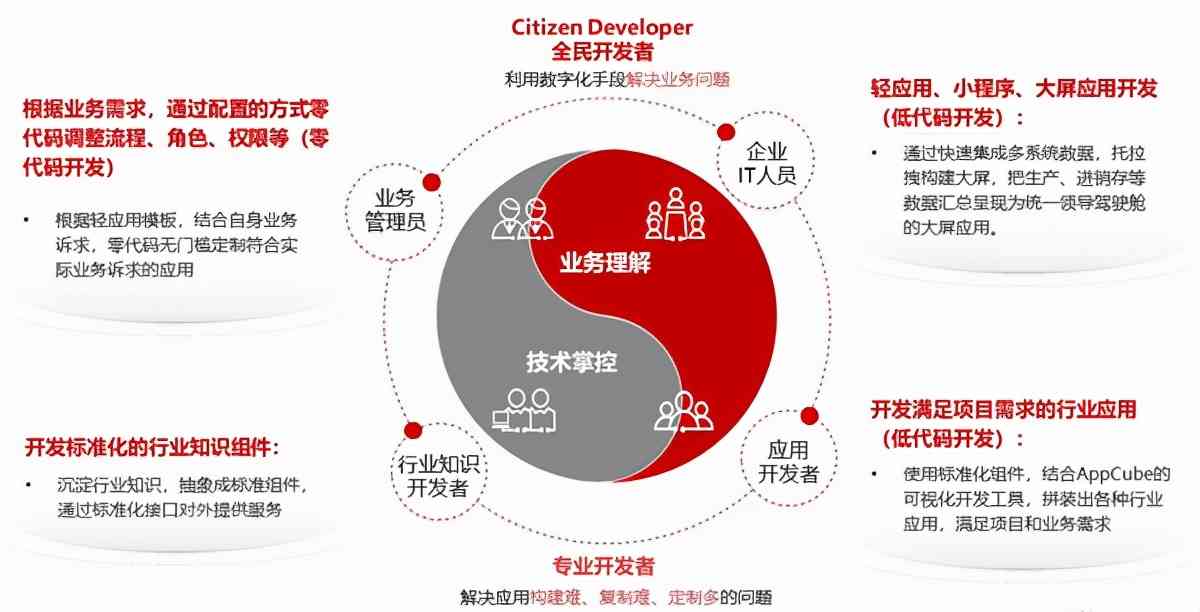 Citizen Developer
全民开发者
利用数字化手段解决业务问题
根据业务需求，通过配置的方式零
代码调整流程、角色、权限等（零
代码开发）
• 根据轻应用模板，结合自身业务
诉求，零代码无门槛定制符合实
际业务诉求的应用
业务
管理员
企业
IT人员
轻应用、小程序、大屏应用开发
（低代码开发）：
• 通过快速集成多系统数据，托拉
拽构建大屏，把生产、进销存等
数据汇总呈现为统一领导驾驶舱
的大屏应用。
业务理解
技术掌控
开发标准化的行业知识组件：
• 沉淀行业知识，抽象成标准组件，
通过标准化接口对外提供服务
行业知识
开发者
应用
开发者
开发满足项目需求的行业应用
（低代码开发）：
• 使用标准化组件，结合AppCube的
可视化开发工具，拼装出各种行业
应用，满足项目和业务需求
专业开发者
解决应用构建难、复制难、定制多的问题